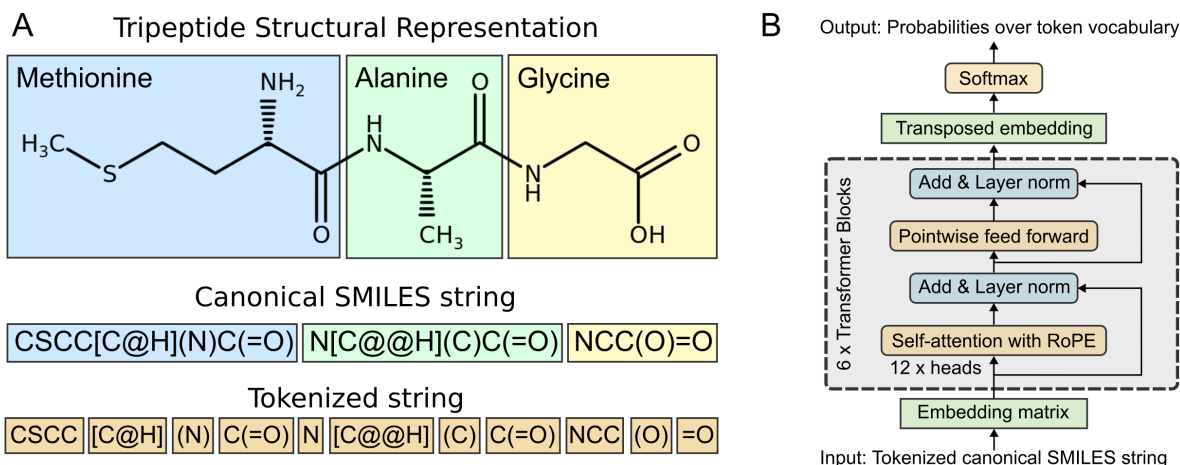 A
Tripeptide Structural Representation
Methionine
Alanine
Glycine
NH2
O
H3C
H
N
O
S
N
H
O
CH3
OH
Canonical SMILES string
CSCC[C@H](N)C(=O) N[C@@H](C)C(=O) NCC(O)=O
Tokenized string
CSCC [C@H] (N) C(=O) N [C@@H] (C) C(=O) NCC (O) =O
B
Output: Probabilities over token vocabulary
Softmax
Transposed embedding
6 x Transformer Blocks
Add & Layer norm
Pointwise feed forward
Add & Layer norm
Self-attention with RoPE
12 x heads
Embedding matrix
Input: Tokenized canonical SMILES string